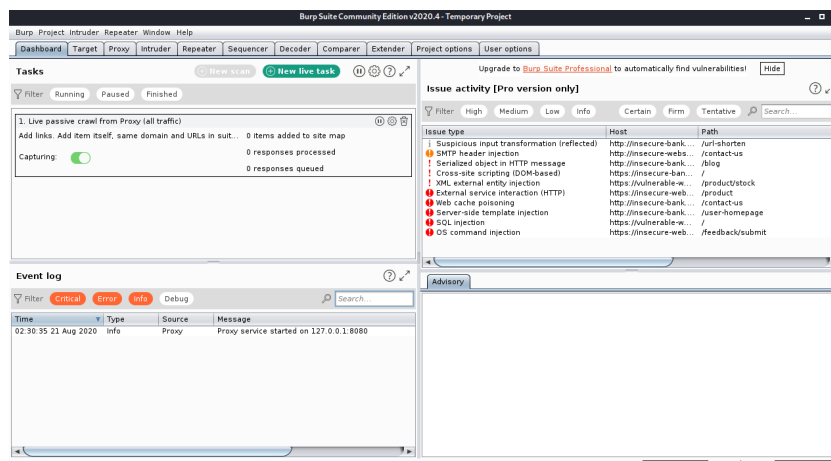 Burp Suite Community Edition v2020.4 - Temporary Project
Burp Project Intruder Repeater Window Help
Dashboard Target Proxy Intruder Repeater Sequencer Decoder Comparer Extender Project options User options
Tasks
New scan
New live task
Filter Running Paused Finished
1. Live passive crawl from Proxy (all traffic)
Add links. Add item itself, same domain and URLs in suit... 0 items added to site map
Capturing:
0 responses processed
0 responses queued
Event log
Filter Critical Error Info Debug Search...
Time Type Source Message
02:30:35 21 Aug 2020 Info Proxy Proxy service started on 127.0.0.1:8080
Upgrade to Burp Suite Professional to automatically find vulnerabilities! Hide
Issue activity [Pro version only]
Filter High Medium Low Info Certain Firm Tentative Search...
Issue type Host Path
Suspicious input transformation (reflected) http://insecure-bank.... /url-shorten
SMTP header injection http://insecure-webs... /contact-us
Serialized object in HTTP message http://insecure-bank.... /blog
Cross-site scripting (DOM-based) https://insecure-ban... /
XML external entity injection https://vulnerable-w... /product/stock
External service interaction (HTTP) https://insecure-web... /product
Web cache poisoning http://insecure-bank.... /contact-us
Server-side template injection http://insecure-bank.... /user-homepage
SQL injection https://vulnerable-w... /
OS command injection https://insecure-web... /feedback/submit
Advisory